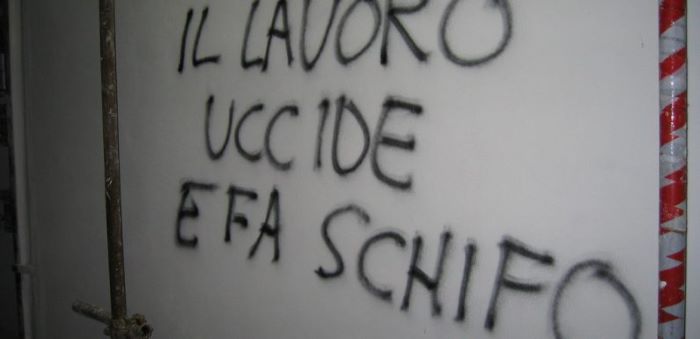 IL LAVORO
UCCIDE
E FA SCHIFO